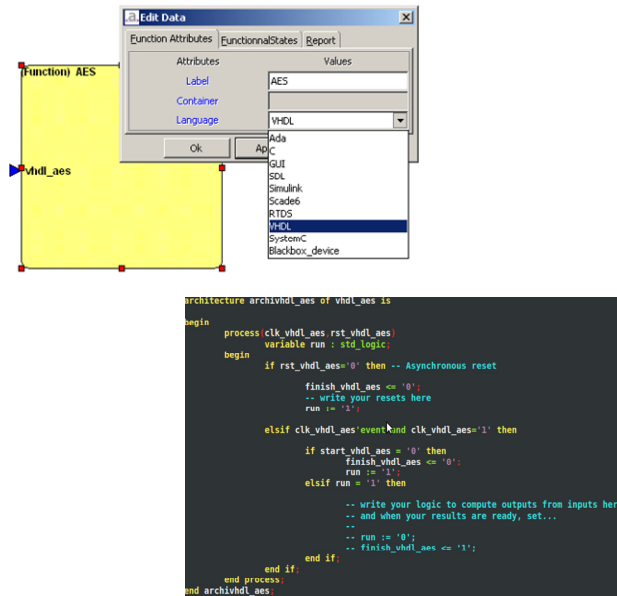 Edit Data
Function Attributes FunctionnalStates Report
Attributes Values
Label AES
Container
Language VHDL
Ok Ap
Ada
C
GUI
SDL
Simulink
Scade6
RTDS
VHDL
SystemC
Blackbox_device
(Function) AES
vhdl_aes
architecture archivhdl_aes of vhdl_aes is
begin
process(clk_vhdl_aes,rst_vhdl_aes)
variable run : std_logic;
begin
if rst_vhdl_aes='0' then -- Asynchronous reset
finish_vhdl_aes <= '0';
-- write your resets here
run := '1';
elsif clk_vhdl_aes'event and clk_vhdl_aes='1' then
if start_vhdl_aes = '0' then
finish_vhdl_aes <= '0';
run := '1';
elsif run = '1' then
-- write your logic to compute outputs from inputs her
-- and when your results are ready, set...
--
-- run := '0';
-- finish_vhdl_aes <= '1';
end if;
end if;
end process;
end archivhdl_aes;